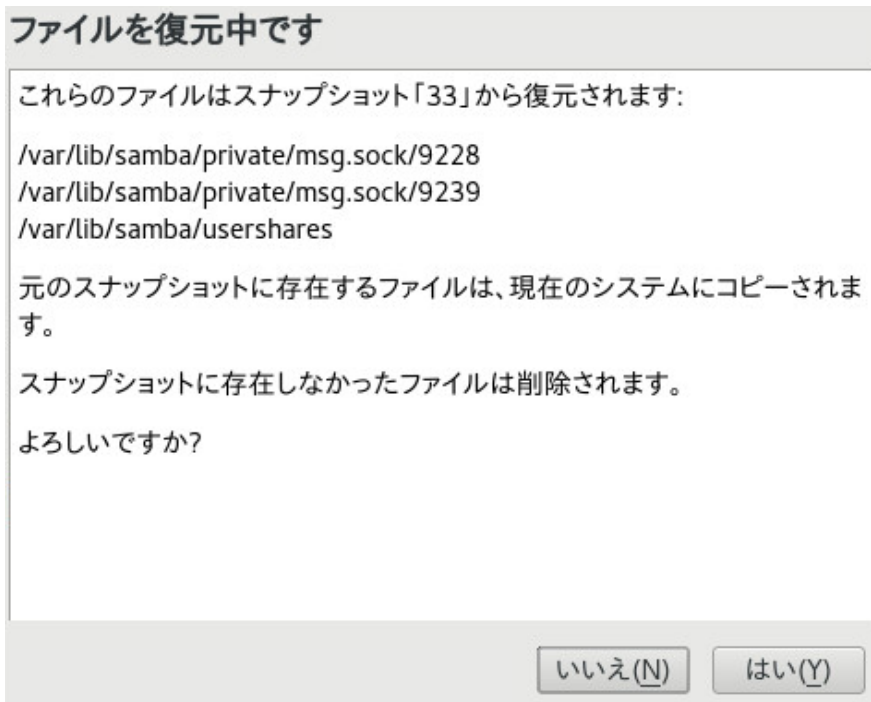 ファイルを復元中です
これらのファイルはスナップショット「33」から復元されます:
/var/lib/samba/private/msg.sock/9228
/var/lib/samba/private/msg.sock/9239
/var/lib/samba/usershares
元のスナップショットに存在するファイルは、現在のシステムにコピーされま
す。
スナップショットに存在しなかったファイルは削除されます。
よろしいですか?
いいえ(N) はい(Y)